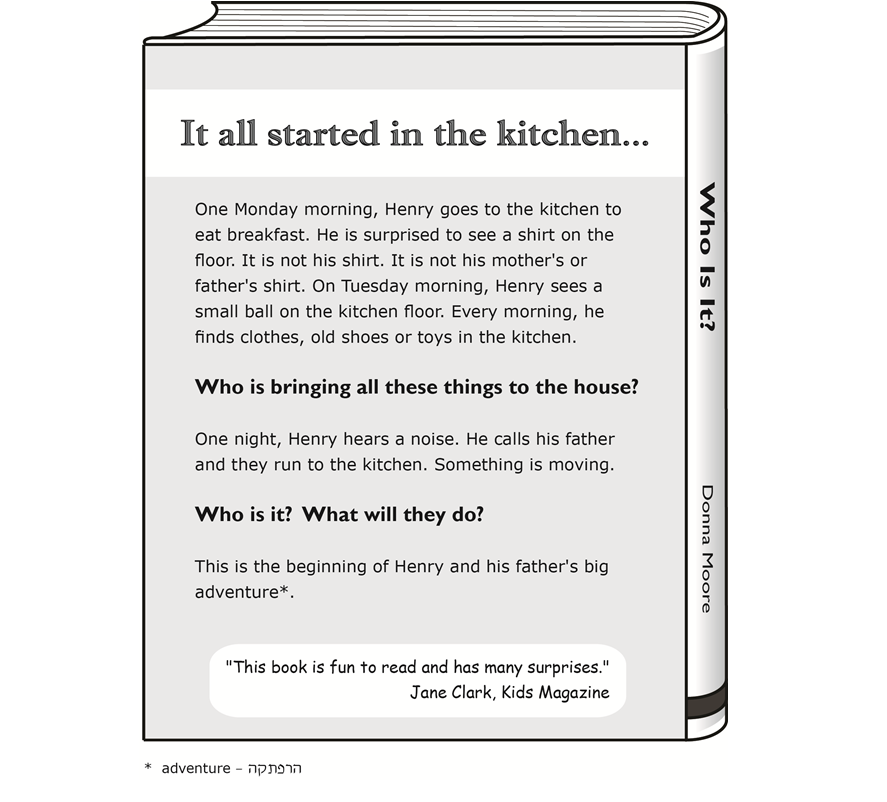 It all started in the kitchen...
One Monday morning, Henry goes to the kitchen to
eat breakfast. He is surprised to see a shirt on the
floor. It is not his shirt. It is not his mother's or
father's shirt. On Tuesday morning, Henry sees a
small ball on the kitchen floor. Every morning, he
finds clothes, old shoes or toys in the kitchen.
Who is bringing all these things to the house?
One night, Henry hears a noise. He calls his father
and they run to the kitchen. Something is moving.
Who is it? What will they do?
This is the beginning of Henry and his father's big
adventure*.
"This book is fun to read and has many surprises."
Jane Clark, Kids Magazine
Who Is It?
Donna Moore
* adventure – הרפתקה